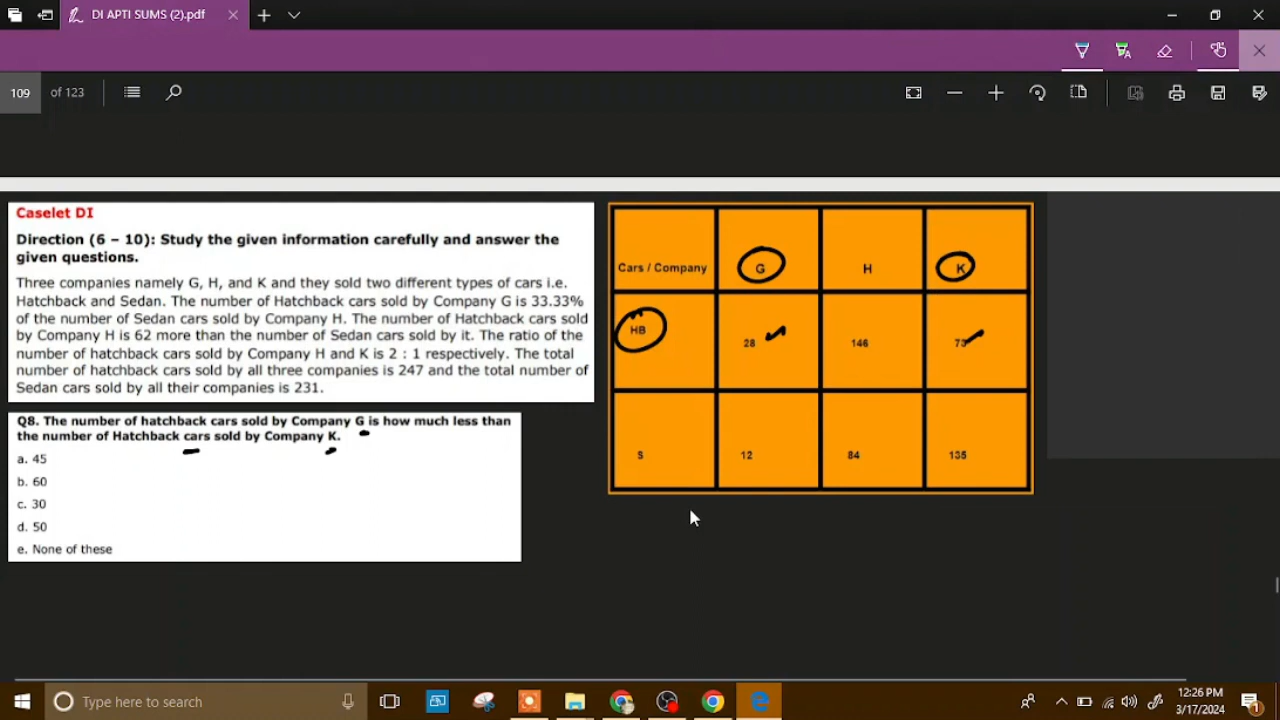 DI APTI SUMS (2).pdf
109 of 123
Caselet DI
Direction (6 – 10): Study the given information carefully and answer the
given questions.
Three companies namely G, H, and K and they sold two different types of cars i.e.
Hatchback and Sedan. The number of Hatchback cars sold by Company G is 33.33%
of the number of Sedan cars sold by Company H. The number of Hatchback cars sold
by Company H is 62 more than the number of Sedan cars sold by it. The ratio of the
number of hatchback cars sold by Company H and K is 2 : 1 respectively. The total
number of hatchback cars sold by all three companies is 247 and the total number of
Sedan cars sold by all their companies is 231.
Q8. The number of hatchback cars sold by Company G is how much less than
the number of Hatchback cars sold by Company K.
a. 45
b. 60
c. 30
d. 50
e. None of these
Cars / Company G H K
HB 28 146 73
S 12 84 135
Type here to search
12:26 PM
3/17/2024
1